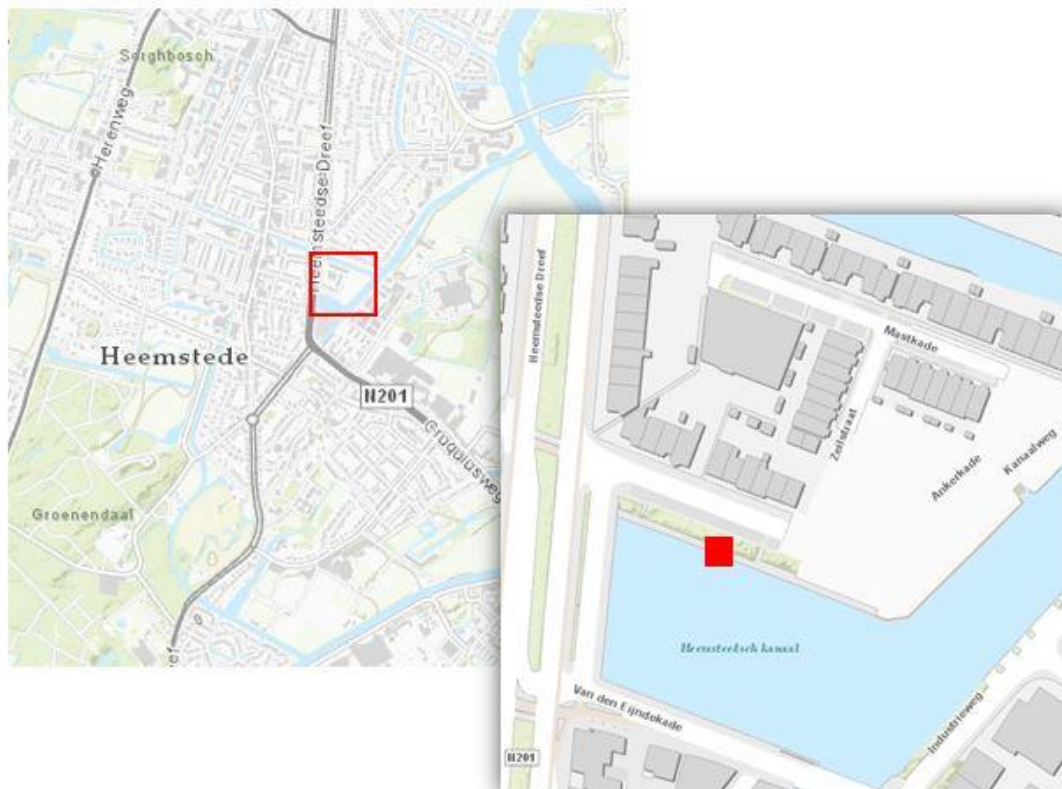 Sorghbosch
Herenweg
Heemsteedse Dreef
Heemstede
N201
Cruquiusweg
Groenendaal
Heemsteedse Dreef
Mastkade
Zeilstraat
Ankerkade
Kanaalweg
Heemsteedsch kanaal
Van den Eijndekade
Industrieweg
N201